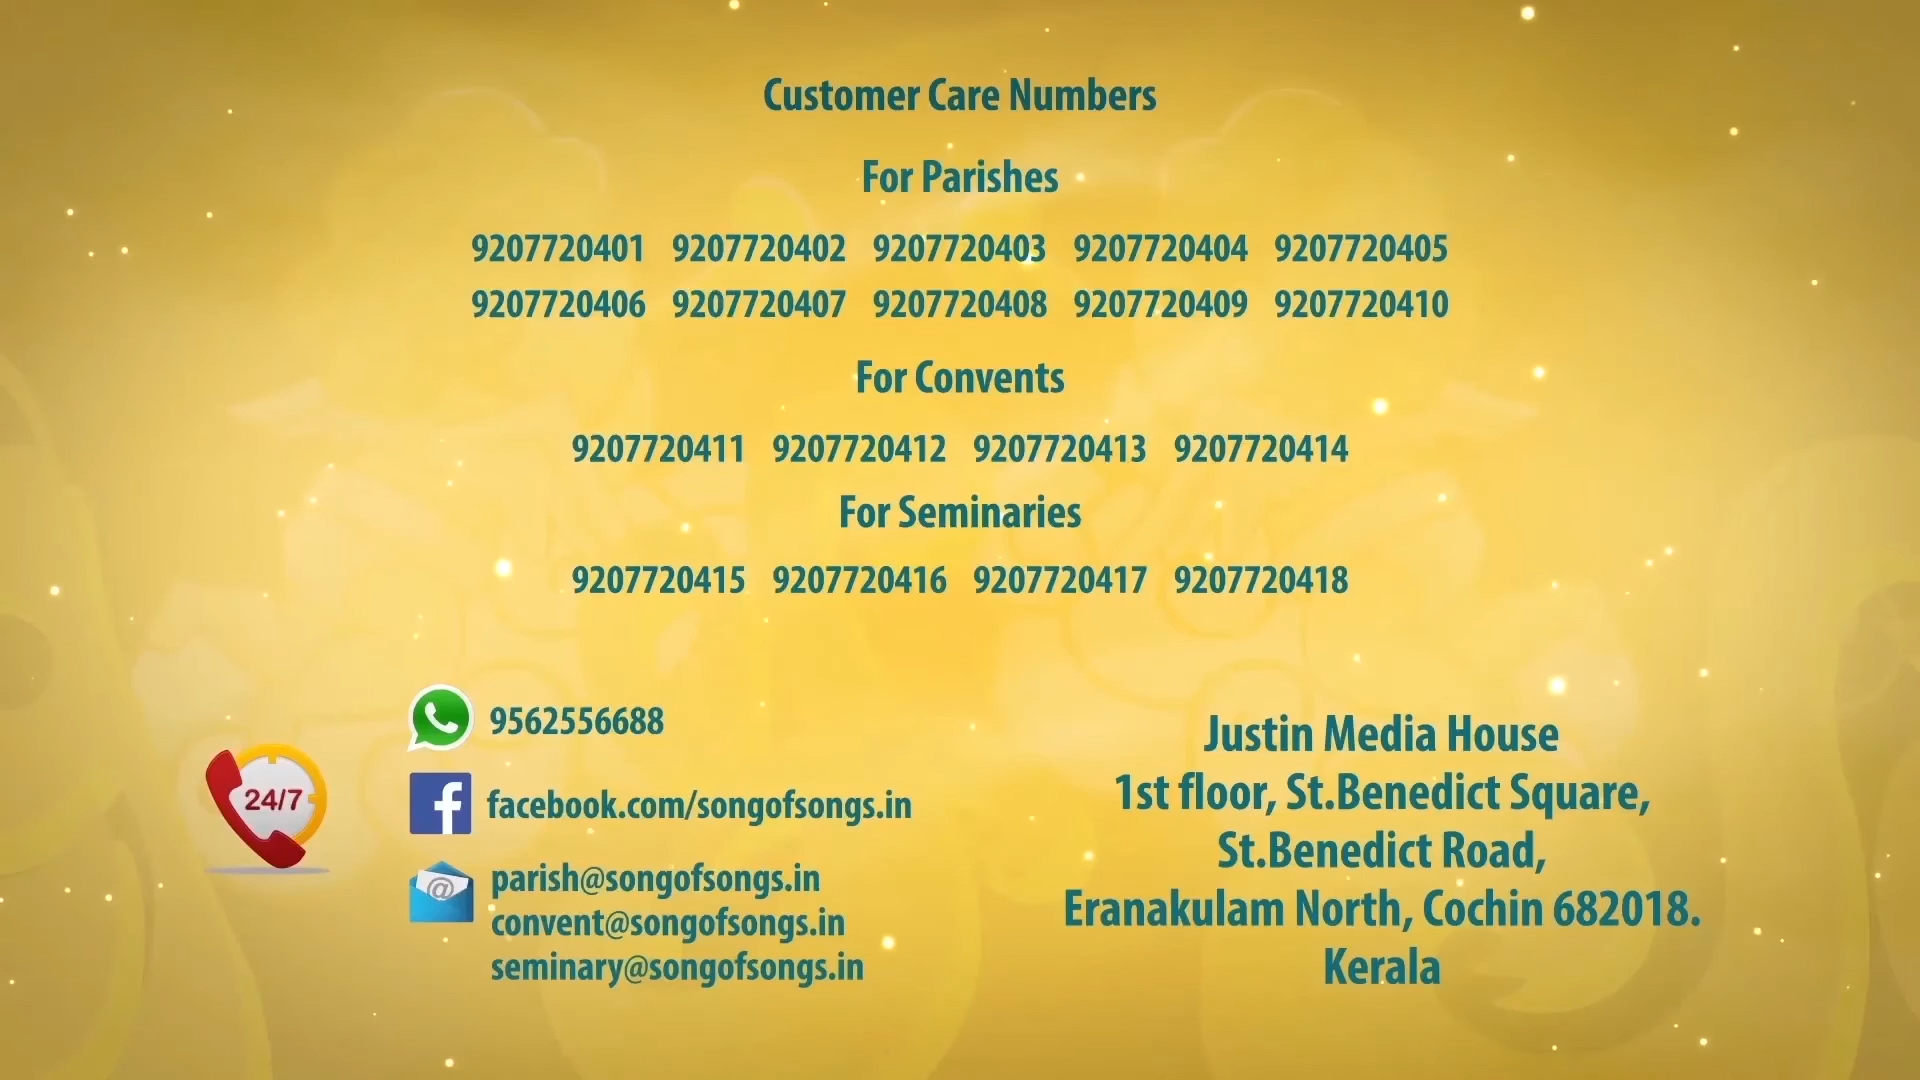 Customer Care Numbers
For Parishes
9207720401 9207720402 9207720403 9207720404 9207720405
9207720406 9207720407 9207720408 9207720409 9207720410
For Convents
9207720411 9207720412 9207720413 9207720414
For Seminaries
9207720415 9207720416 9207720417 9207720418
24/7
9562556688
facebook.com/songofsongs.in
parish@songofsongs.in
convent@songofsongs.in
seminary@songofsongs.in
Justin Media House
1st floor, St.Benedict Square,
St.Benedict Road,
Eranakulam North, Cochin 682018.
Kerala